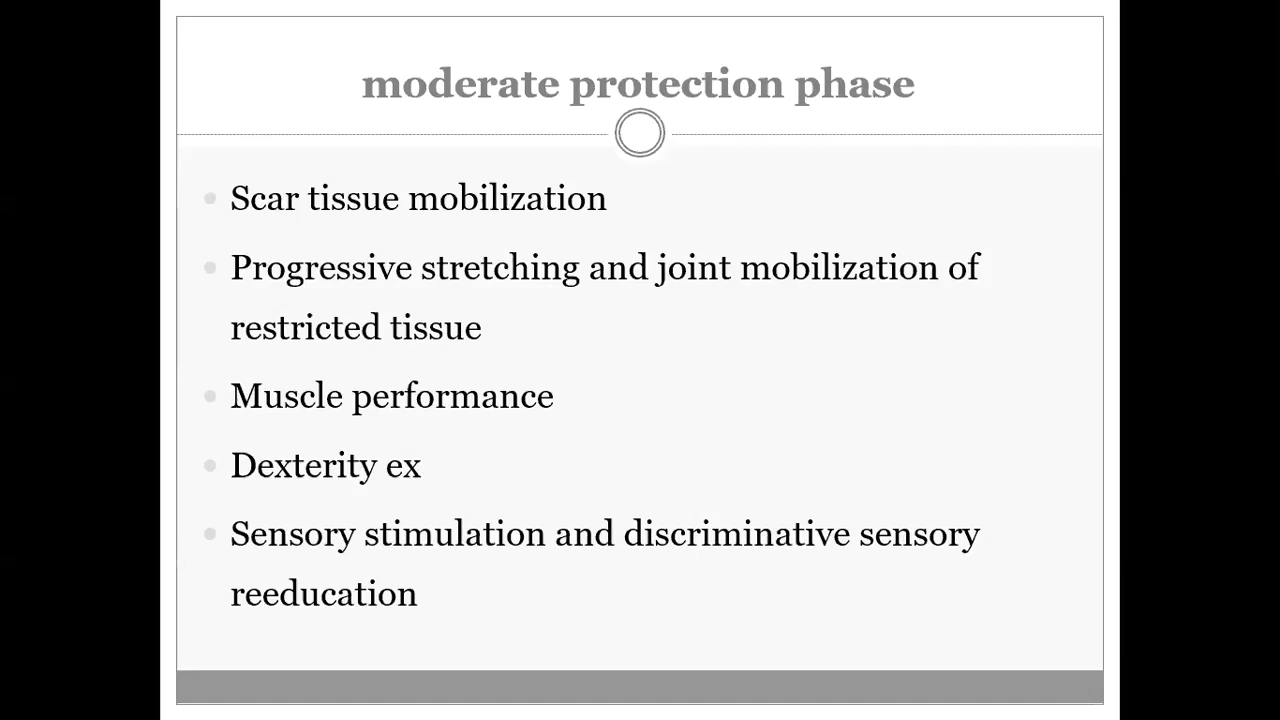 moderate protection phase
Scar tissue mobilization
Progressive stretching and joint mobilization of
restricted tissue
Muscle performance
Dexterity ex
Sensory stimulation and discriminative sensory
reeducation